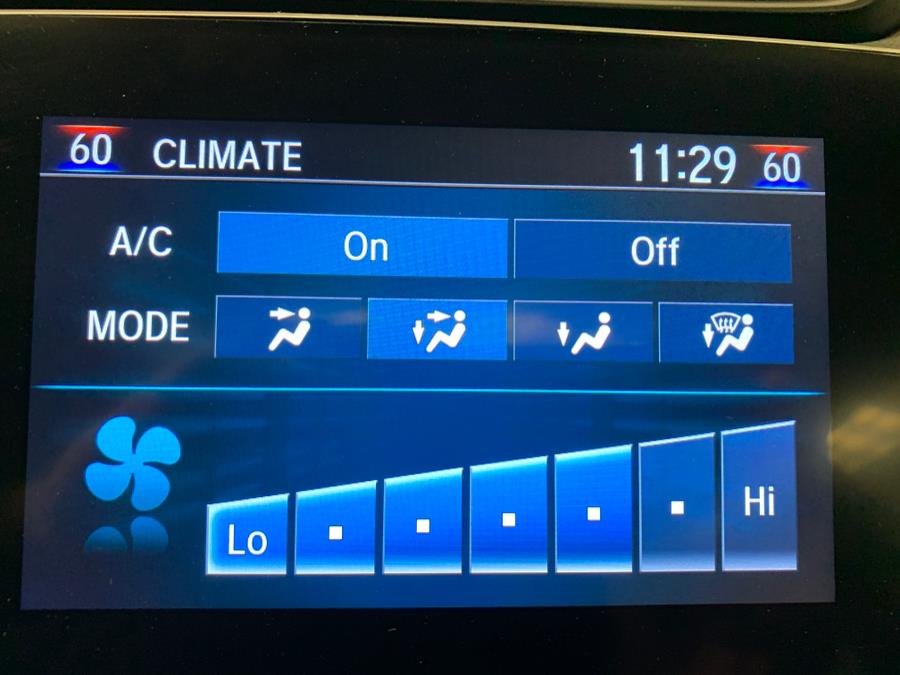 60 CLIMATE 11:29 60
A/C On Off
MODE
Lo Hi